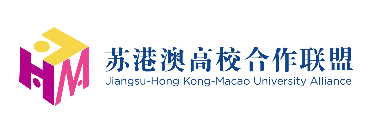 苏港澳高校合作联盟
Jiangsu-Hong Kong-Macao University Alliance